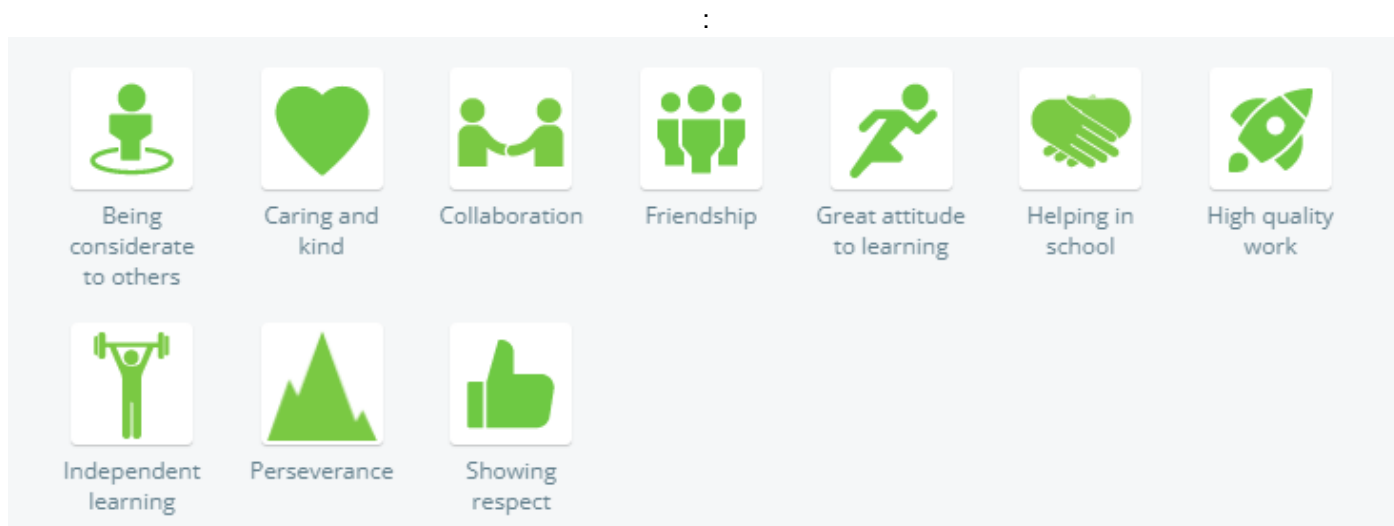 :
Being
considerate
to others
Caring and
kind
Collaboration
Friendship
Great attitude
to learning
Helping in
school
High quality
work
Independent
learning
Perseverance
Showing
respect